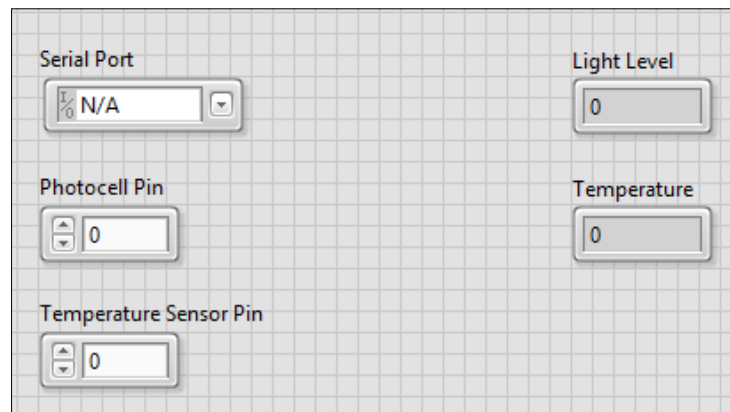 Serial Port
I/O N/A
Photocell Pin
0
Temperature Sensor Pin
0
Light Level
0
Temperature
0